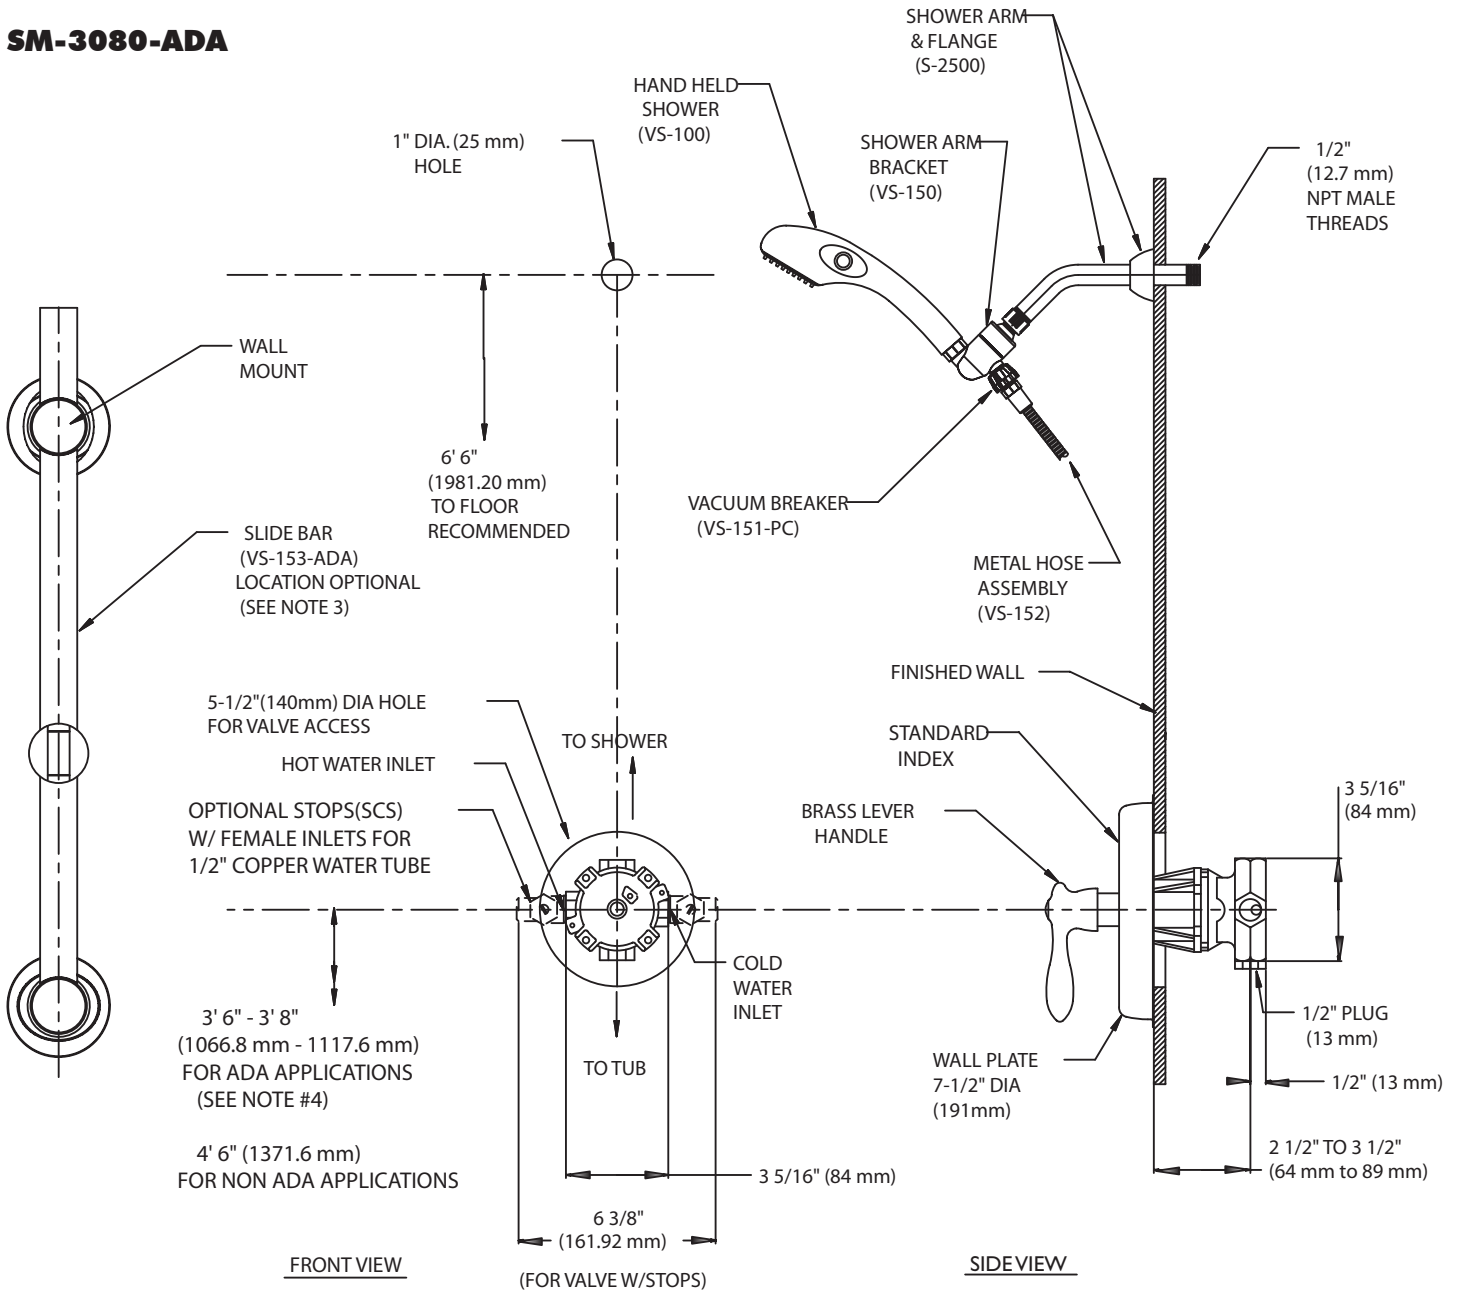 SM-3080-ADA
SHOWER ARM
& FLANGE
(S-2500)
HAND HELD
SHOWER
(VS-100)
1" DIA. (25 mm)
HOLE
SHOWER ARM
BRACKET
(VS-150)
1/2"
(12.7 mm)
NPT MALE
THREADS
WALL
MOUNT
6' 6"
(1981.20 mm)
TO FLOOR
RECOMMENDED
VACUUM BREAKER
(VS-151-PC)
SLIDE BAR
(VS-153-ADA)
LOCATION OPTIONAL
(SEE NOTE 3)
METAL HOSE
ASSEMBLY
(VS-152)
FINISHED WALL
5-1/2"(140mm) DIA HOLE
FOR VALVE ACCESS
TO SHOWER
STANDARD
INDEX
HOT WATER INLET
OPTIONAL STOPS(SCS)
W/ FEMALE INLETS FOR
1/2" COPPER WATER TUBE
BRASS LEVER
HANDLE
3 5/16"
(84 mm)
COLD
WATER
INLET
3' 6" - 3' 8"
(1066.8 mm - 1117.6 mm)
FOR ADA APPLICATIONS
(SEE NOTE #4)
TO TUB
WALL PLATE
7-1/2" DIA
(191mm)
1/2" PLUG
(13 mm)
1/2" (13 mm)
4' 6" (1371.6 mm)
FOR NON ADA APPLICATIONS
3 5/16" (84 mm)
2 1/2" TO 3 1/2"
(64 mm to 89 mm)
6 3/8"
(161.92 mm)
(FOR VALVE W/STOPS)
FRONT VIEW
SIDE VIEW